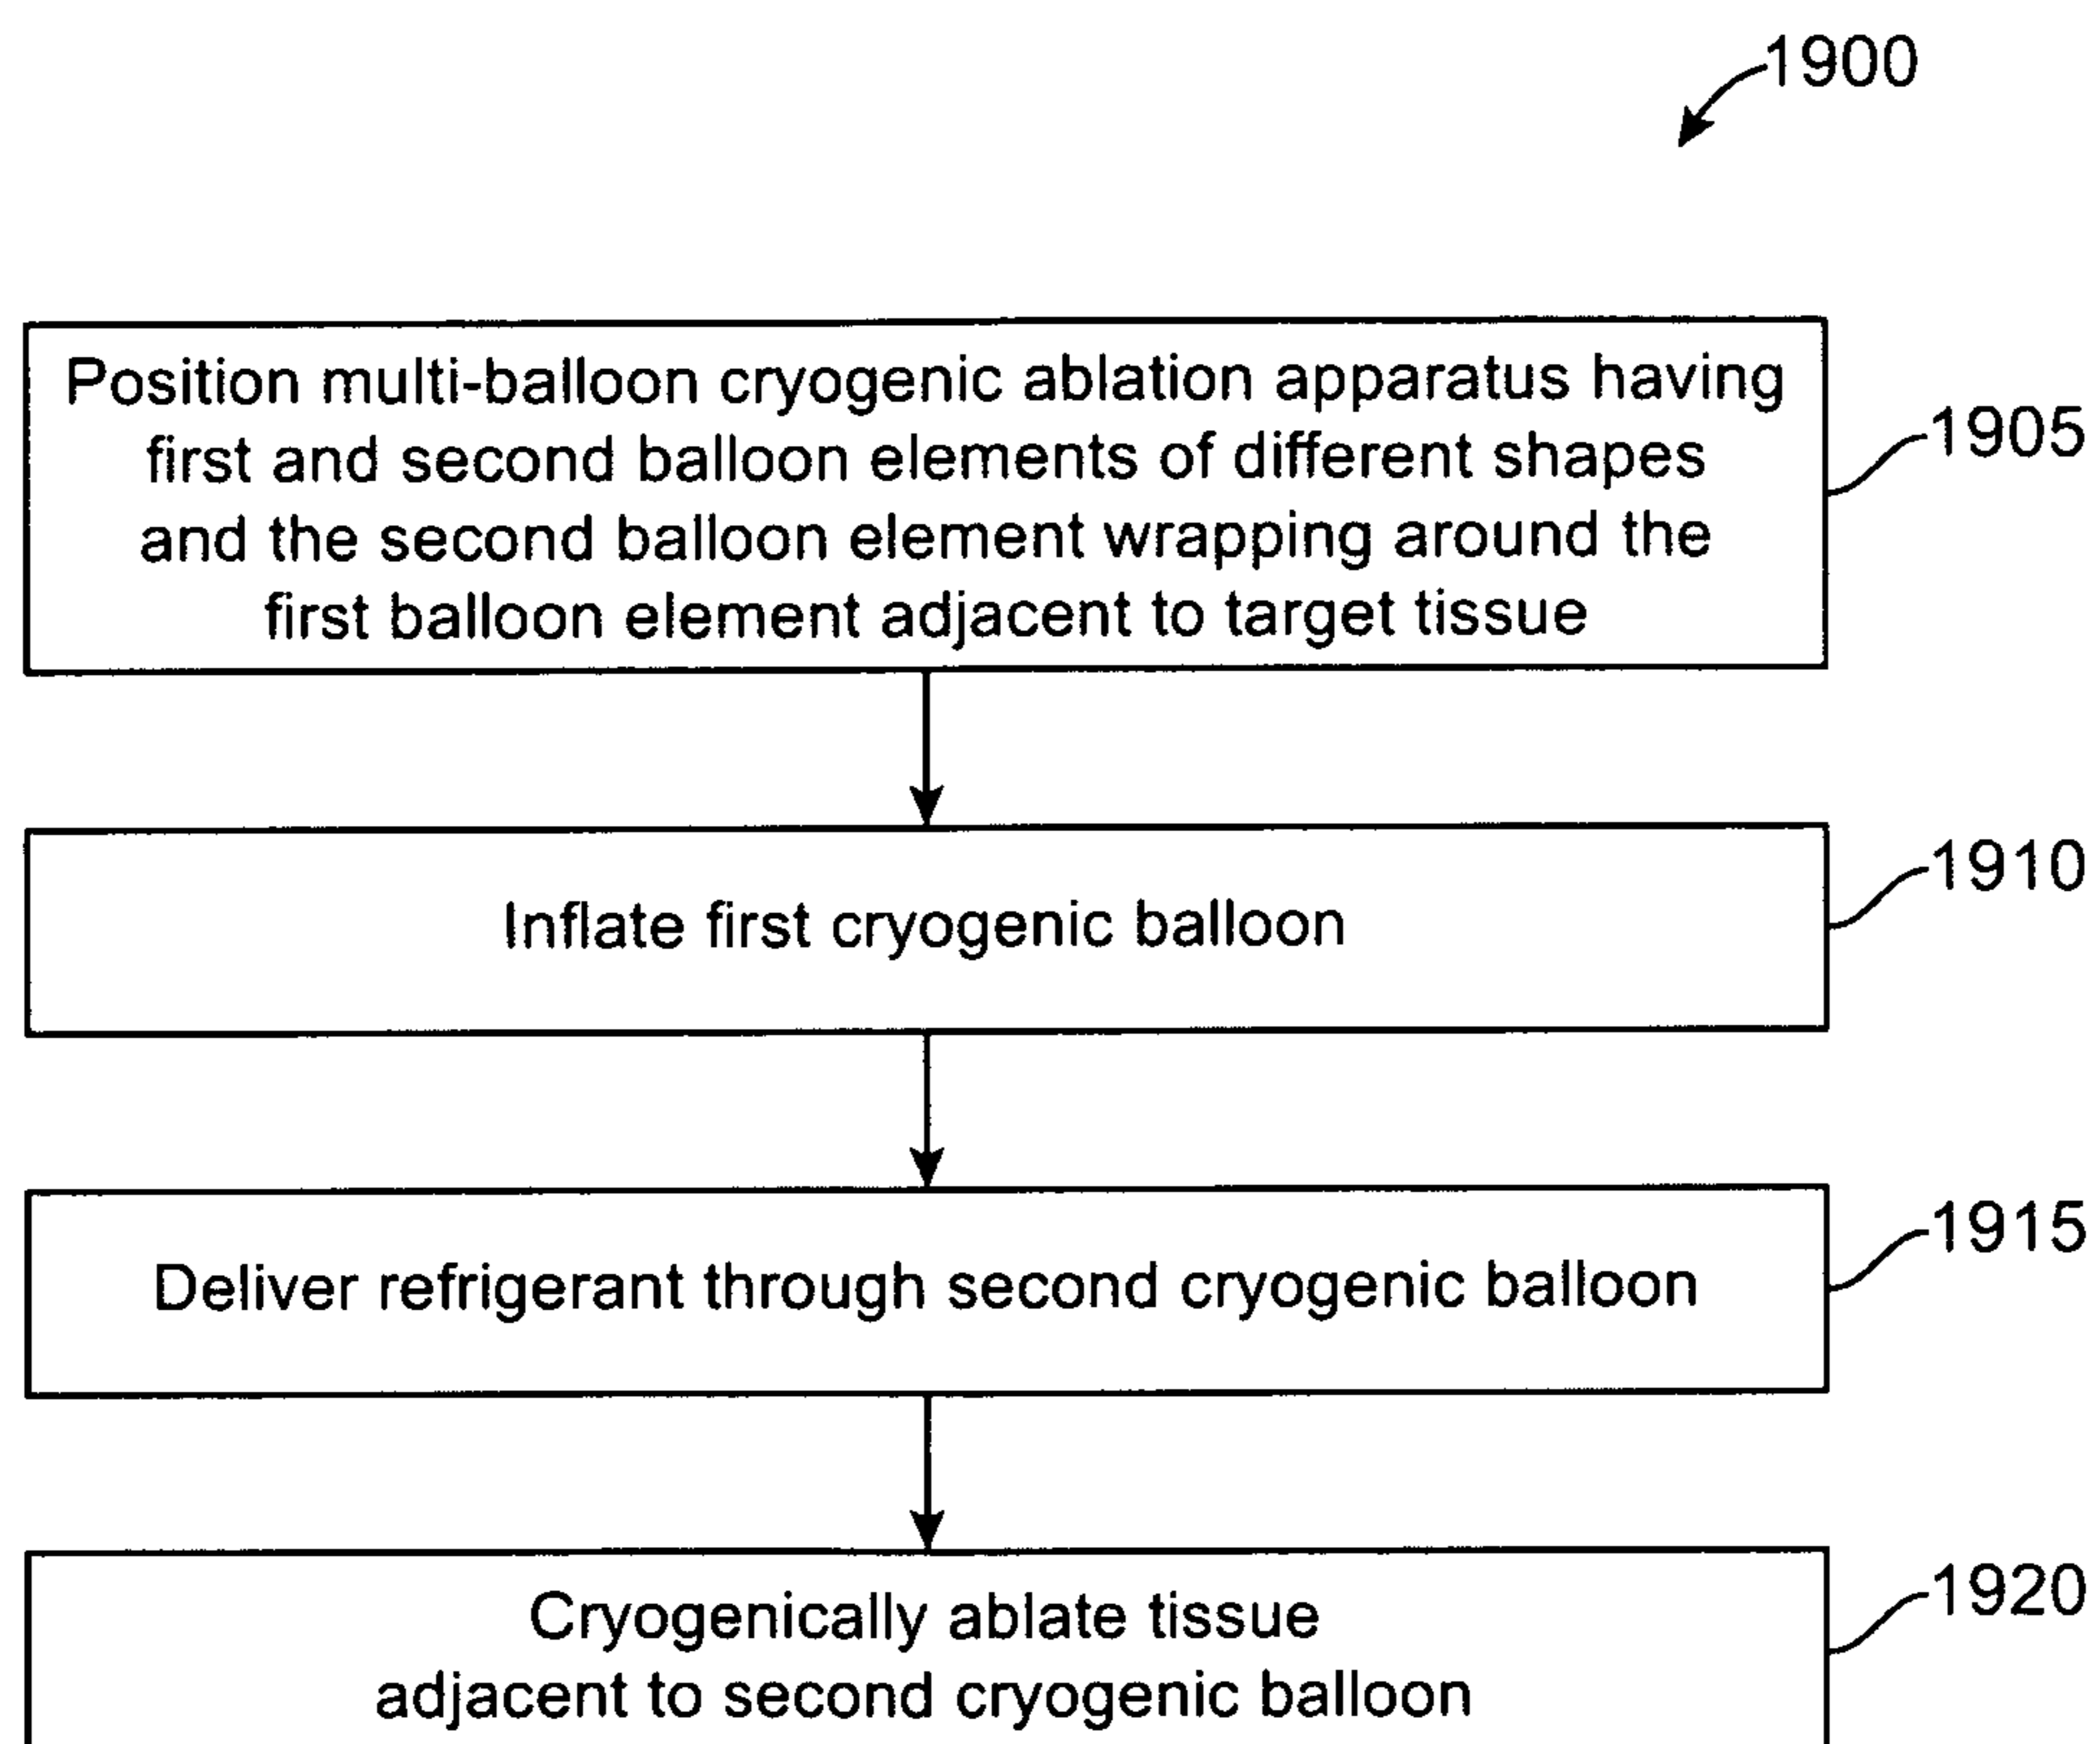 1900
Position multi-balloon cryogenic ablation apparatus having
first and second balloon elements of different shapes
and the second balloon element wrapping around the
first balloon element adjacent to target tissue
1905
Inflate first cryogenic balloon
1910
Deliver refrigerant through second cryogenic balloon
1915
Cryogenically ablate tissue
adjacent to second cryogenic balloon
1920